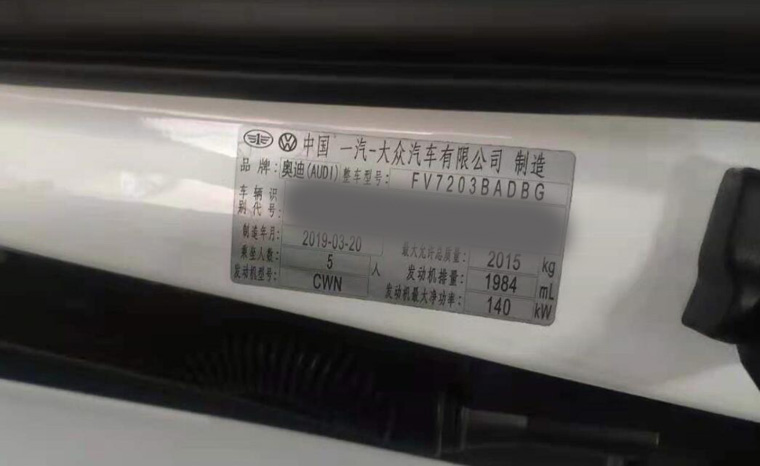 中国 一汽-大众汽车有限公司 制造
品牌: 奥迪(AUDI) 整车型号: FV7203BADBG
车辆识别代号:
制造年月: 2019-03-20 最大允许总质量: 2015 kg
乘坐人数: 5 人 发动机排量: 1984 mL
发动机型号: CWN 发动机最大净功率: 140 kW